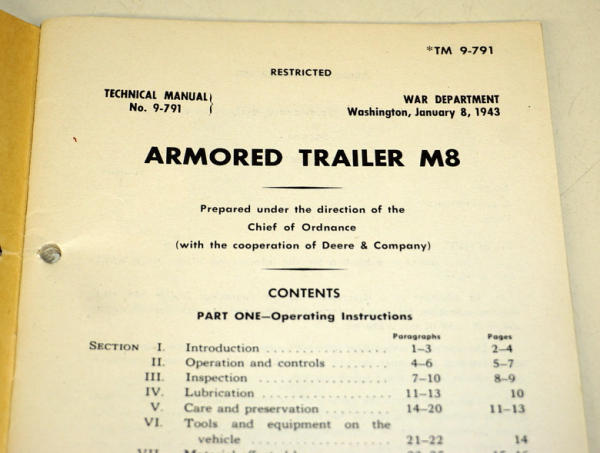 *TM 9-791
RESTRICTED
TECHNICAL MANUAL
No. 9-791
WAR DEPARTMENT
Washington, January 8, 1943
ARMORED TRAILER M8
Prepared under the direction of the
Chief of Ordnance
(with the cooperation of Deere & Company)
CONTENTS
PART ONE—Operating Instructions
Paragraphs Pages
SECTION I. Introduction ................ 1–3 2–4
II. Operation and controls ......... 4–6 5–7
III. Inspection ................. 7–10 8–9
IV. Lubrication ................. 11–13 10
V. Care and preservation ......... 14–20 11–13
VI. Tools and equipment on the
vehicle ................... 21–22 14
VII.